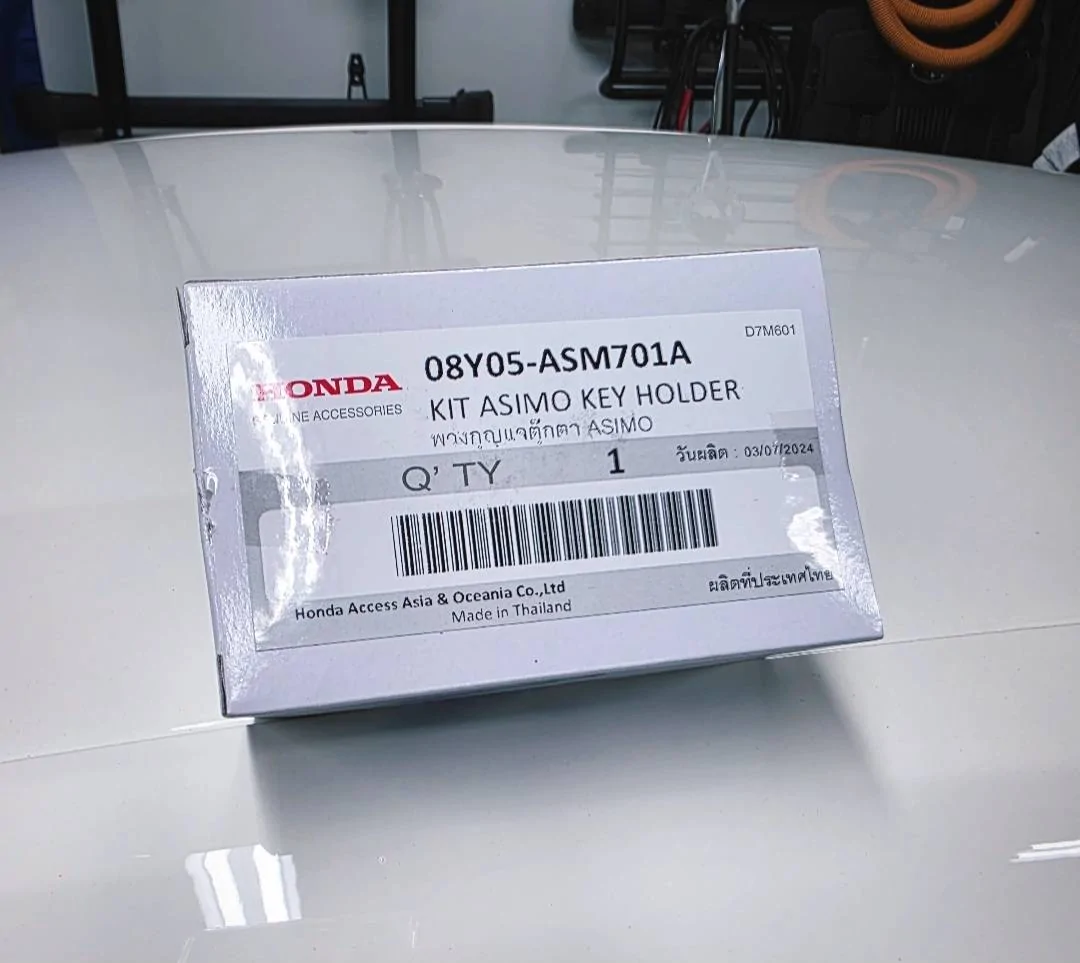 D7M601
HONDA
GENUINE ACCESSORIES
08Y05-ASM701A
KIT ASIMO KEY HOLDER
พวงกุญแจตุ๊กตา ASIMO
Q' TY 1 วันผลิต : 03/07/2024
Honda Access Asia & Oceania Co.,Ltd
Made in Thailand
ผลิตที่ประเทศไทย